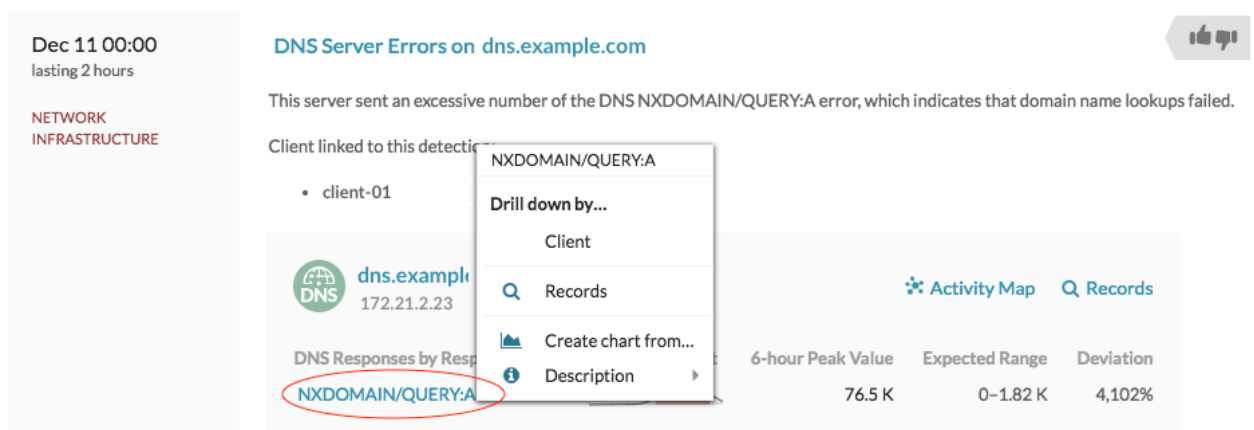 Dec 11 00:00
lasting 2 hours
NETWORK
INFRASTRUCTURE
DNS Server Errors on dns.example.com
This server sent an excessive number of the DNS NXDOMAIN/QUERY:A error, which indicates that domain name lookups failed.
Client linked to this detection:
• client-01
NXDOMAIN/QUERY:A
Drill down by...
Client
Records
Create chart from...
Description
DNS
dns.example
172.21.2.23
Activity Map
Records
DNS Responses by 6-hour Peak Value Expected Range Deviation
NXDOMAIN/QUERY:A 76.5 K 0–1.82 K 4,102%